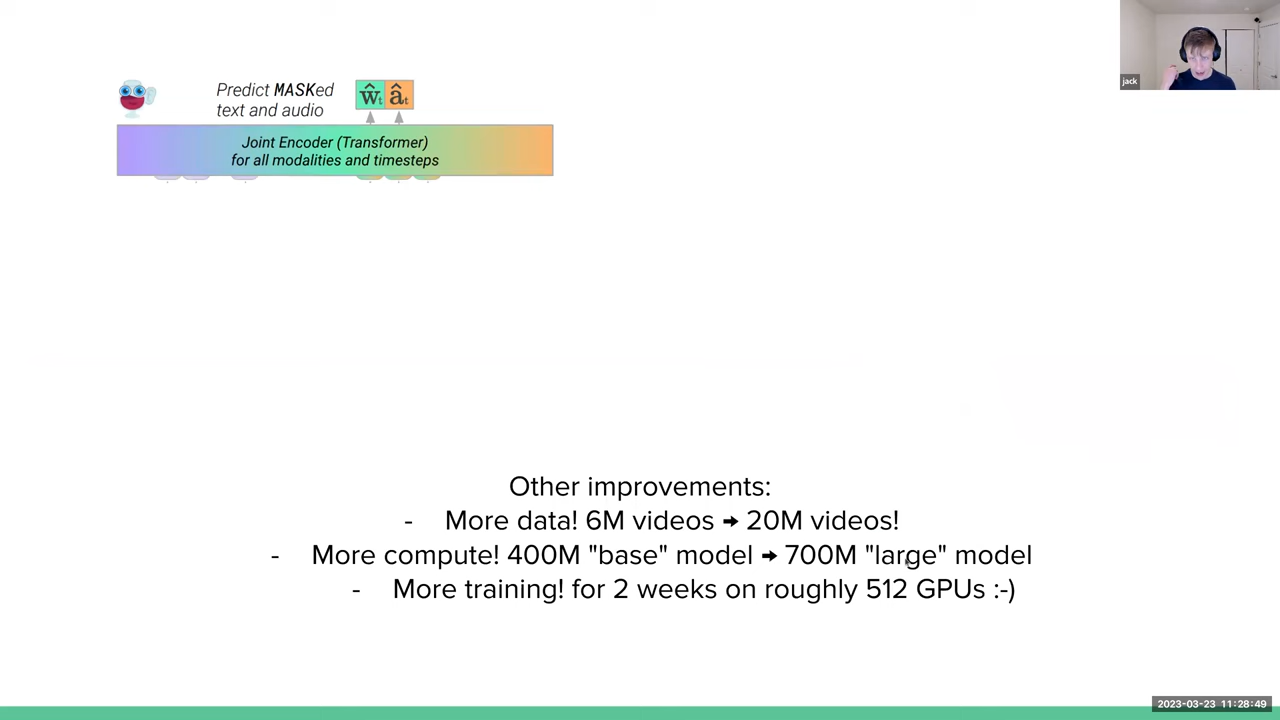 jack
Predict MASKed
text and audio
ŵt ât
Joint Encoder (Transformer)
for all modalities and timesteps
Other improvements:
- More data! 6M videos → 20M videos!
- More compute! 400M "base" model → 700M "large" model
- More training! for 2 weeks on roughly 512 GPUs :-)
2023-03-23 11:28:49